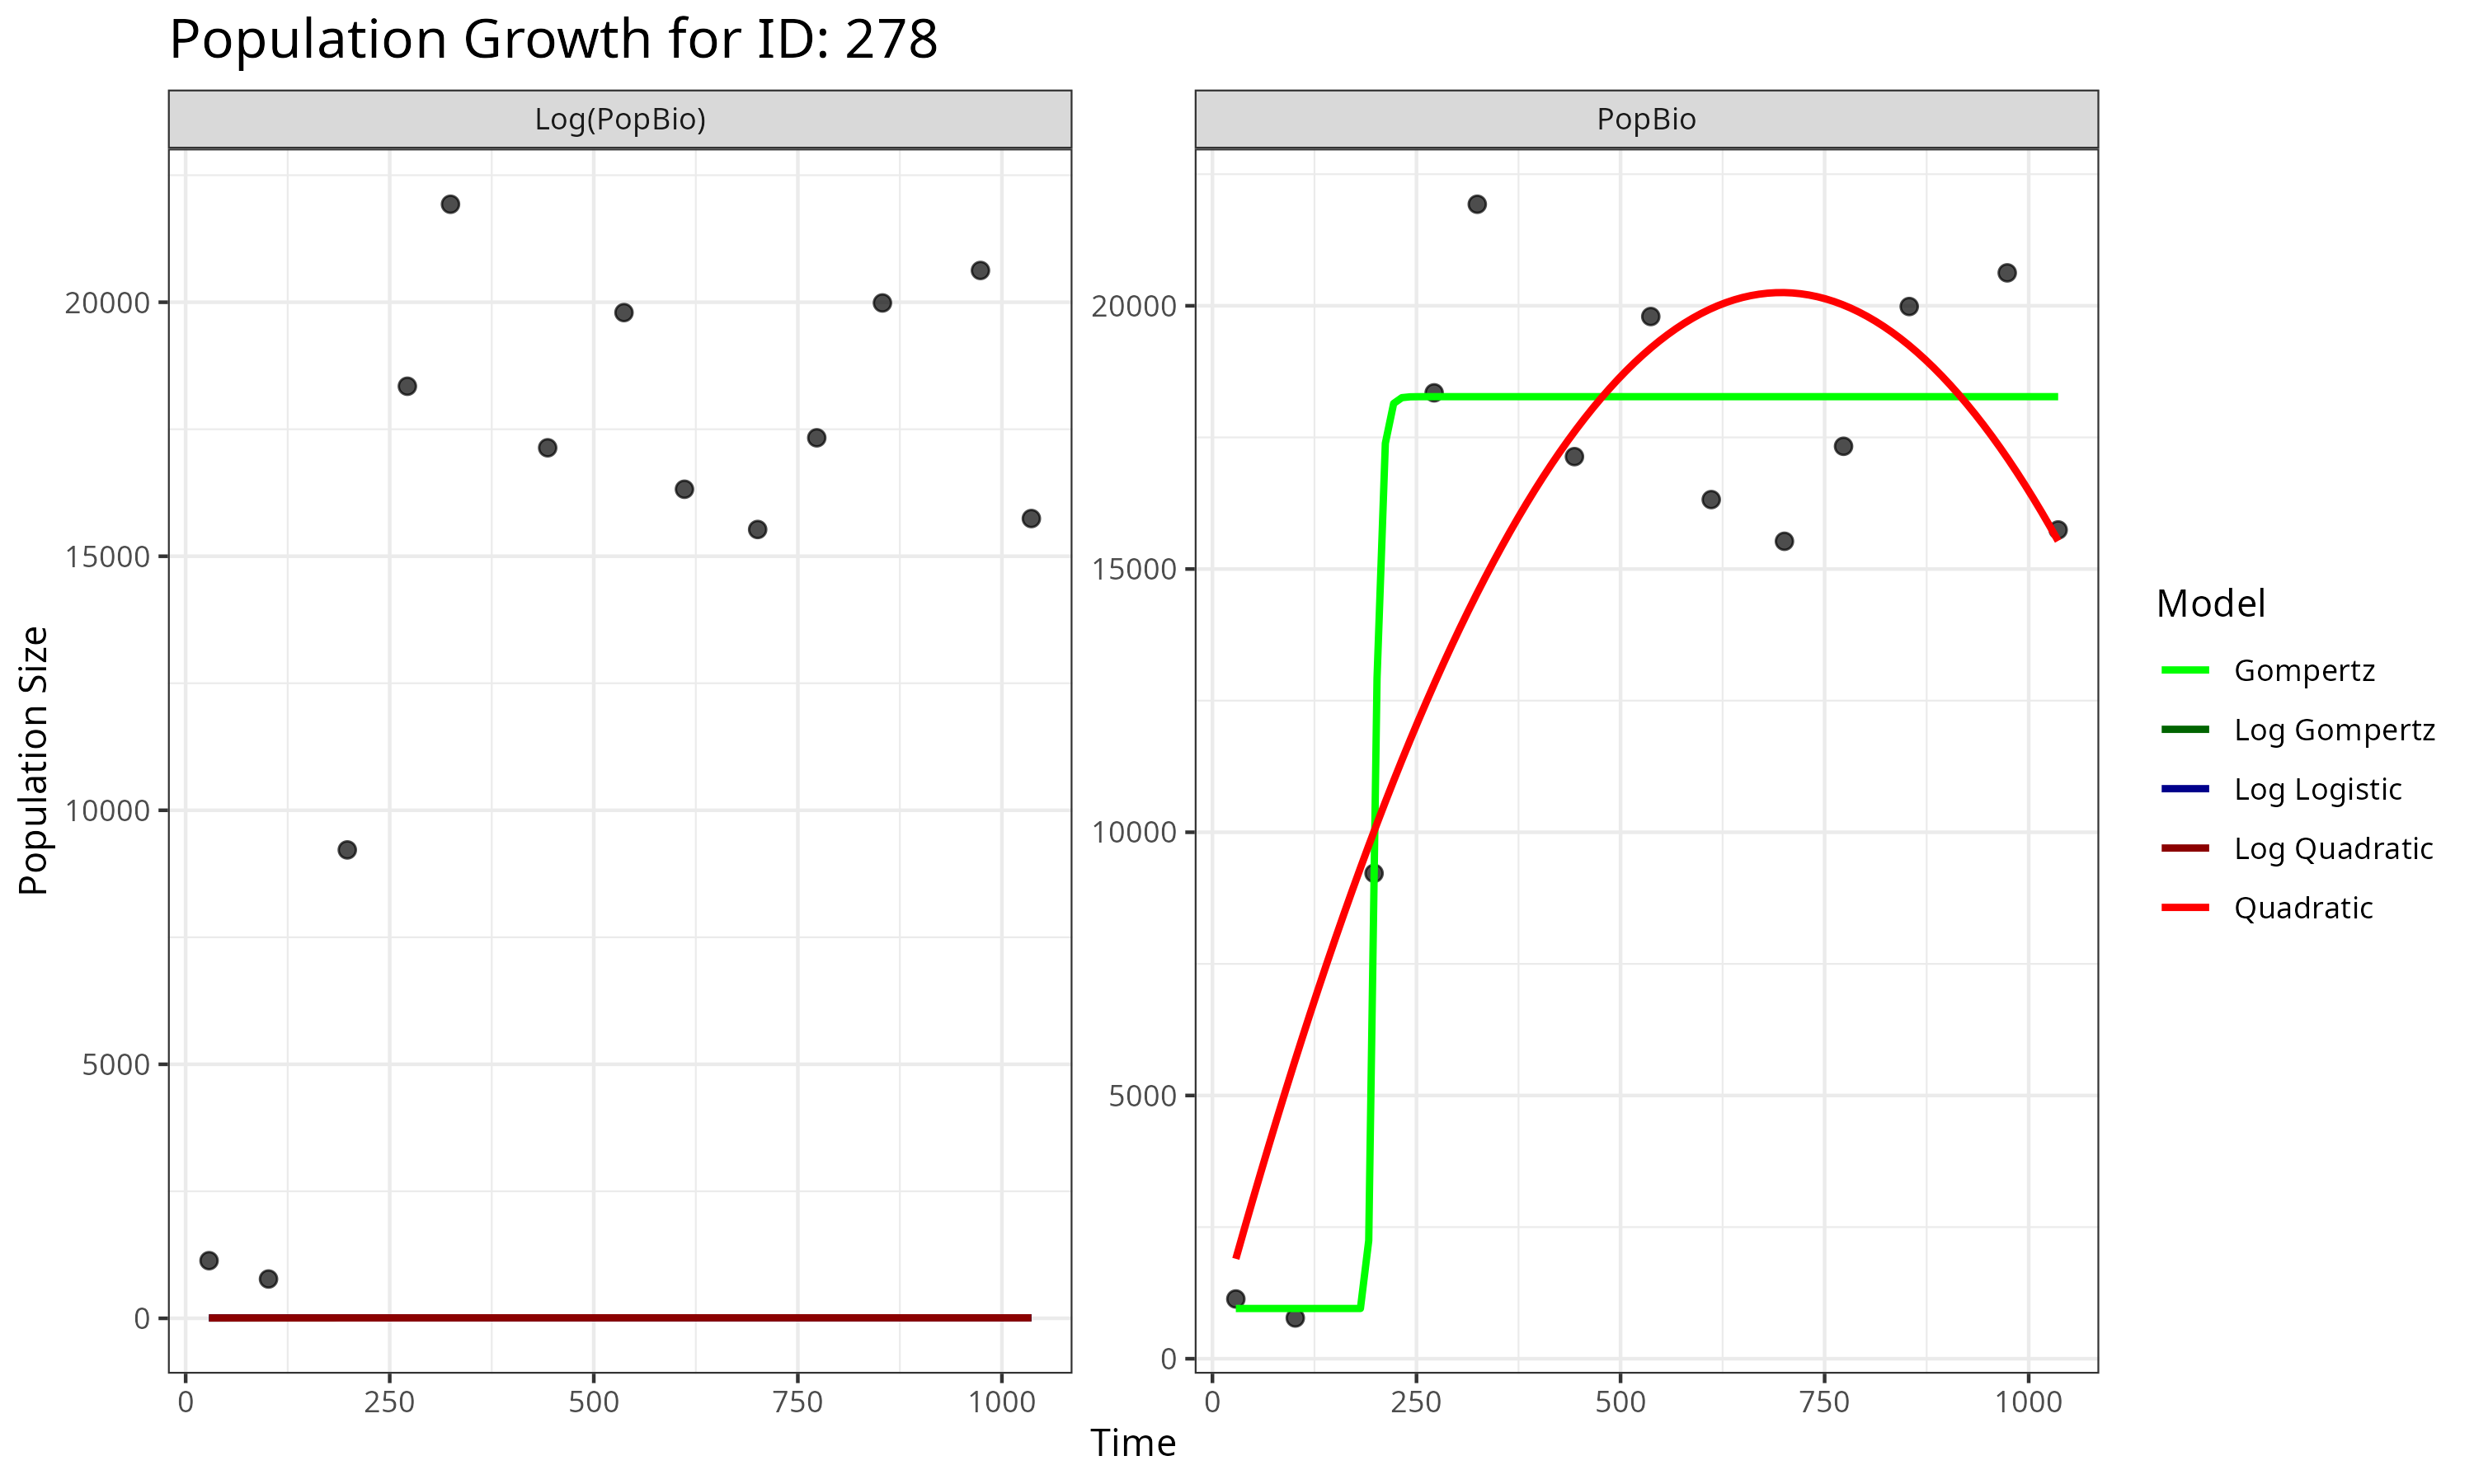 Population Growth for ID: 278
Log(PopBio)
PopBio
Population Size
20000
15000
10000
5000
0
20000
15000
10000
5000
0
0 250 500 750 1000
0 250 500 750 1000
Time
Model
Gompertz
Log Gompertz
Log Logistic
Log Quadratic
Quadratic